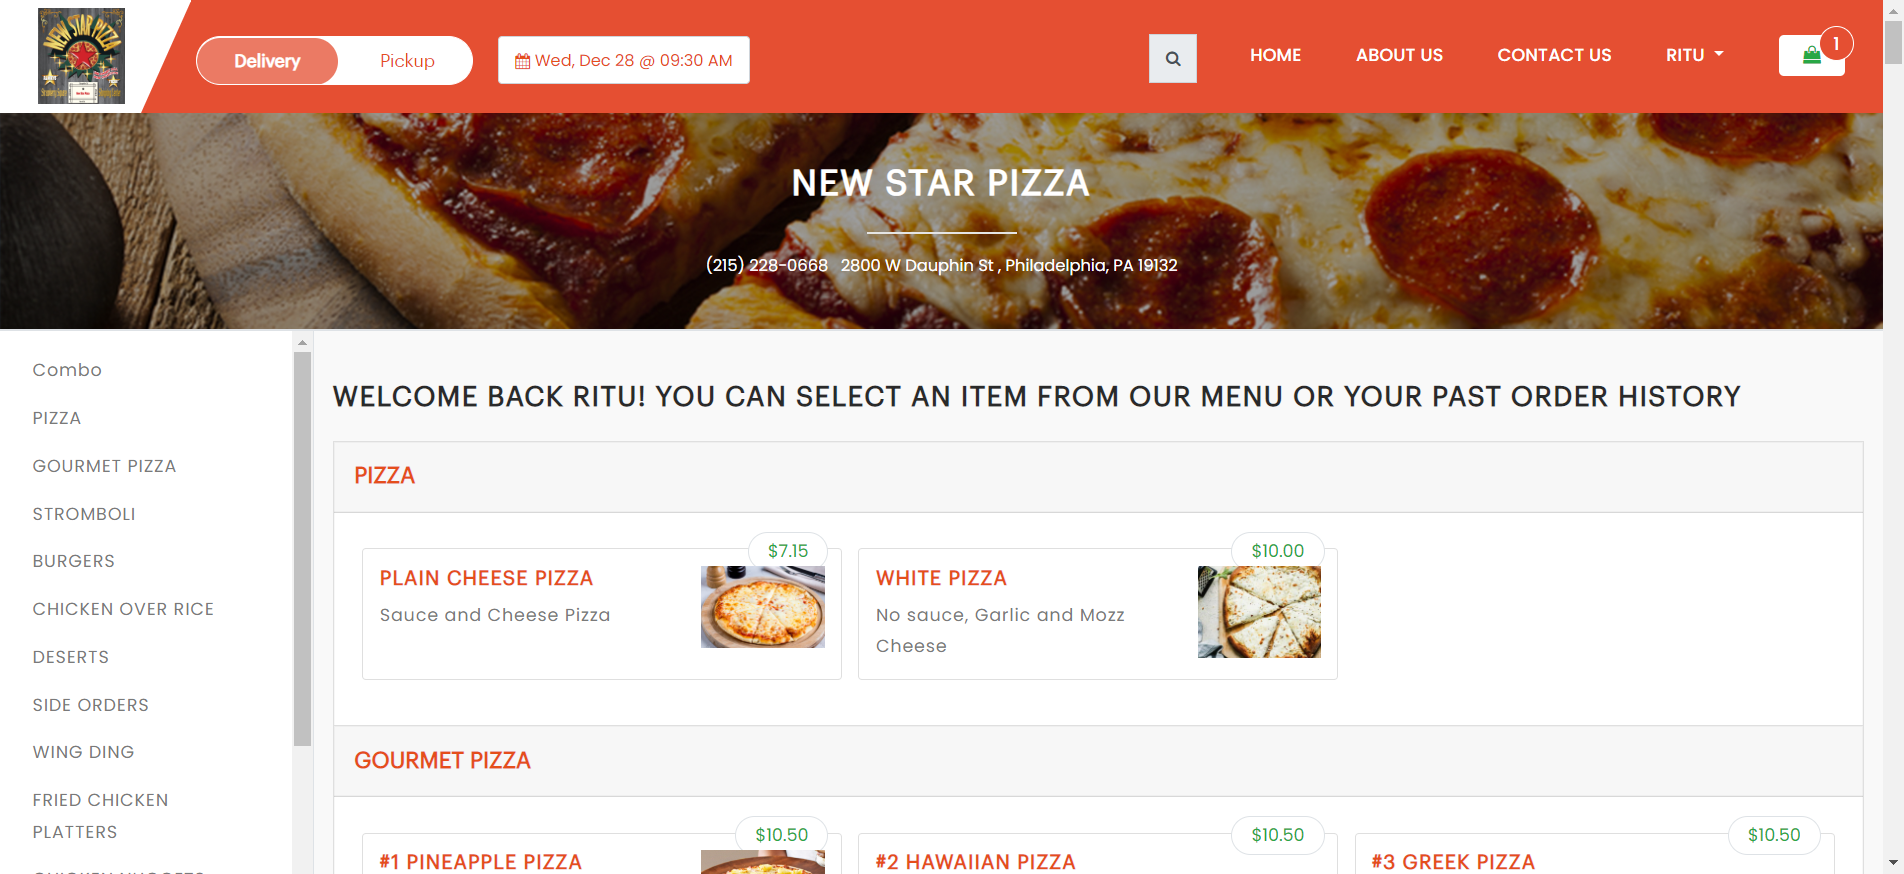 NEW STAR PIZZA
Delivery
Pickup
Wed, Dec 28 @ 09:30 AM
HOME
ABOUT US
CONTACT US
RITU
1
NEW STAR PIZZA
(215) 228-0668 2800 W Dauphin St , Philadelphia, PA 19132
Combo
PIZZA
GOURMET PIZZA
STROMBOLI
BURGERS
CHICKEN OVER RICE
DESERTS
SIDE ORDERS
WING DING
FRIED CHICKEN
PLATTERS
WELCOME BACK RITU! YOU CAN SELECT AN ITEM FROM OUR MENU OR YOUR PAST ORDER HISTORY
PIZZA
$7.15
PLAIN CHEESE PIZZA
Sauce and Cheese Pizza
$10.00
WHITE PIZZA
No sauce, Garlic and Mozz
Cheese
GOURMET PIZZA
$10.50
#1 PINEAPPLE PIZZA
$10.50
#2 HAWAIIAN PIZZA
$10.50
#3 GREEK PIZZA